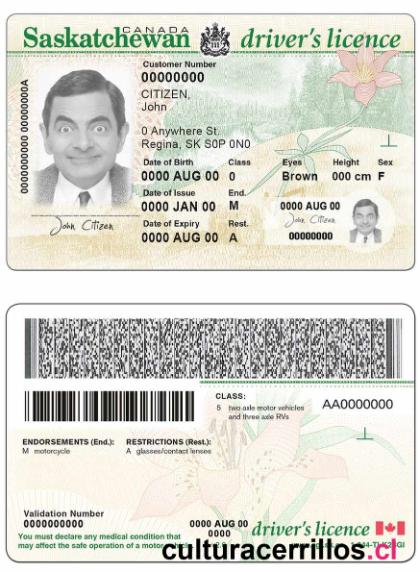 CANADA
Saskatchewan driver's licence
Customer Number
00000000
CITIZEN,
John
0 Anywhere St.
Regina, SK S0P 0N0
Date of Birth Class Eyes Height Sex
0000 AUG 00 0 Brown 000 cm F
Date of Issue End.
0000 JAN 00 M 0000 AUG 00
John Citizen John Citizen
Date of Expiry Rest.
0000 AUG 00 A 00000000
0000000000 00000000A
CLASS:
5 two axle motor vehicles
and three axle RVs
AA0000000
ENDORSEMENTS (End.): RESTRICTIONS (Rest.):
M motorcycle A glasses/contact lenses
Validation Number
0000000000
0000 AUG 00
0000
driver's licence
You must declare any medical condition that
may affect the safe operation of a motor
culturacerrillos.cl